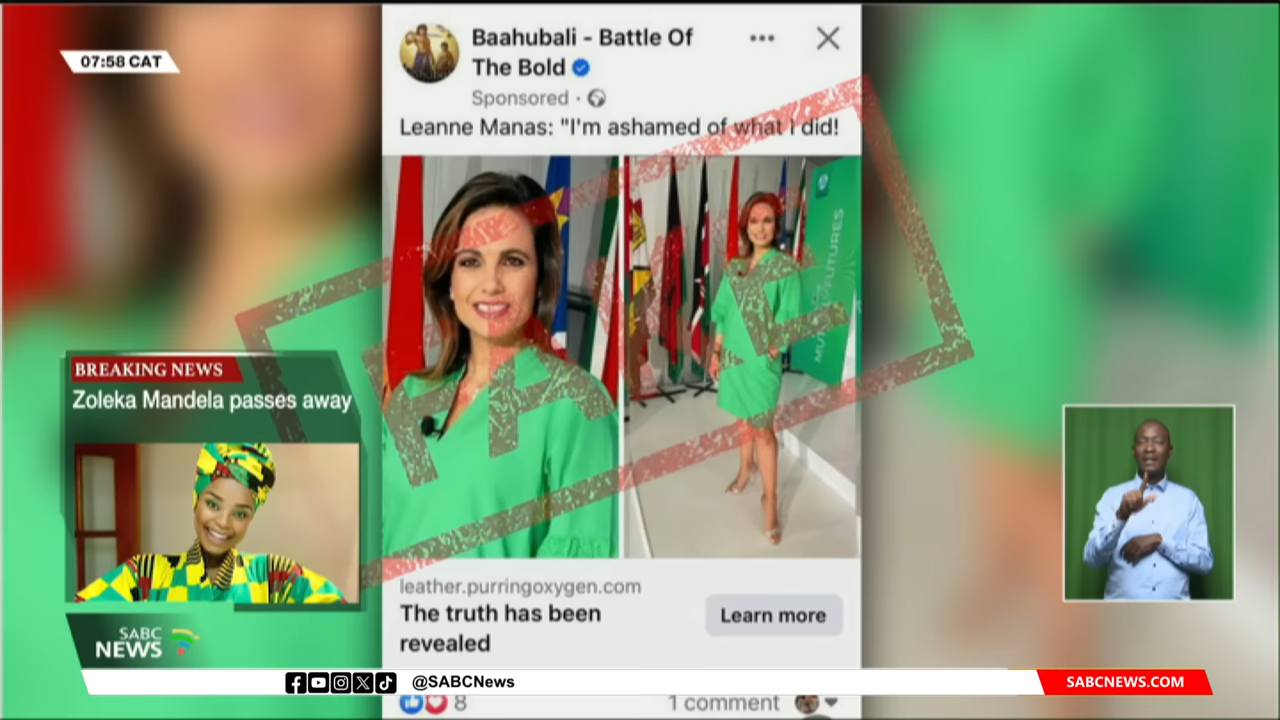 07:58 CAT
Baahubali - Battle Of
The Bold
Sponsored ·
Leanne Manas: "I'm ashamed of what I did!
FAKE
BREAKING NEWS
Zoleka Mandela passes away
leather.purringoxygen.com
The truth has been
revealed
Learn more
SABC
NEWS
@SABCNews
SABCNEWS.COM
8
1 comment